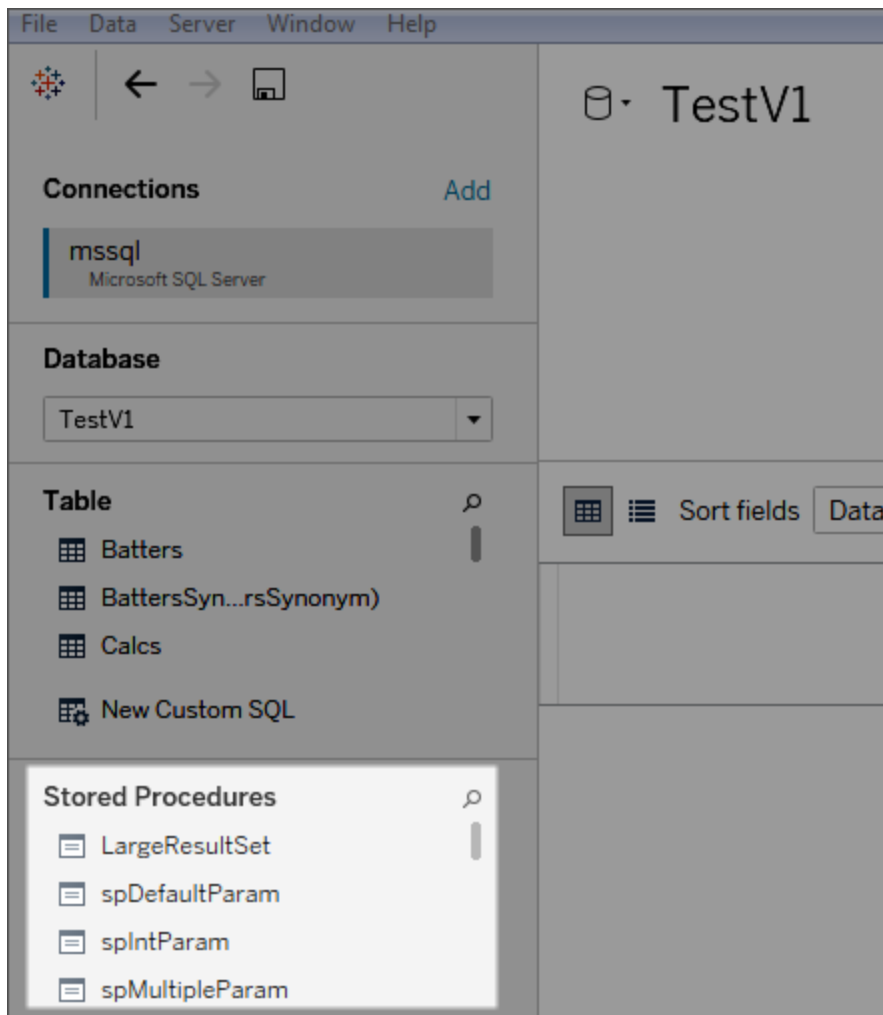 File Data Server Window Help
TestV1
Connections Add
mssql
Microsoft SQL Server
Database
TestV1
Table
Sort fields Data
Batters
BattersSyn...rsSynonym)
Calcs
New Custom SQL
Stored Procedures
LargeResultSet
spDefaultParam
spIntParam
spMultipleParam